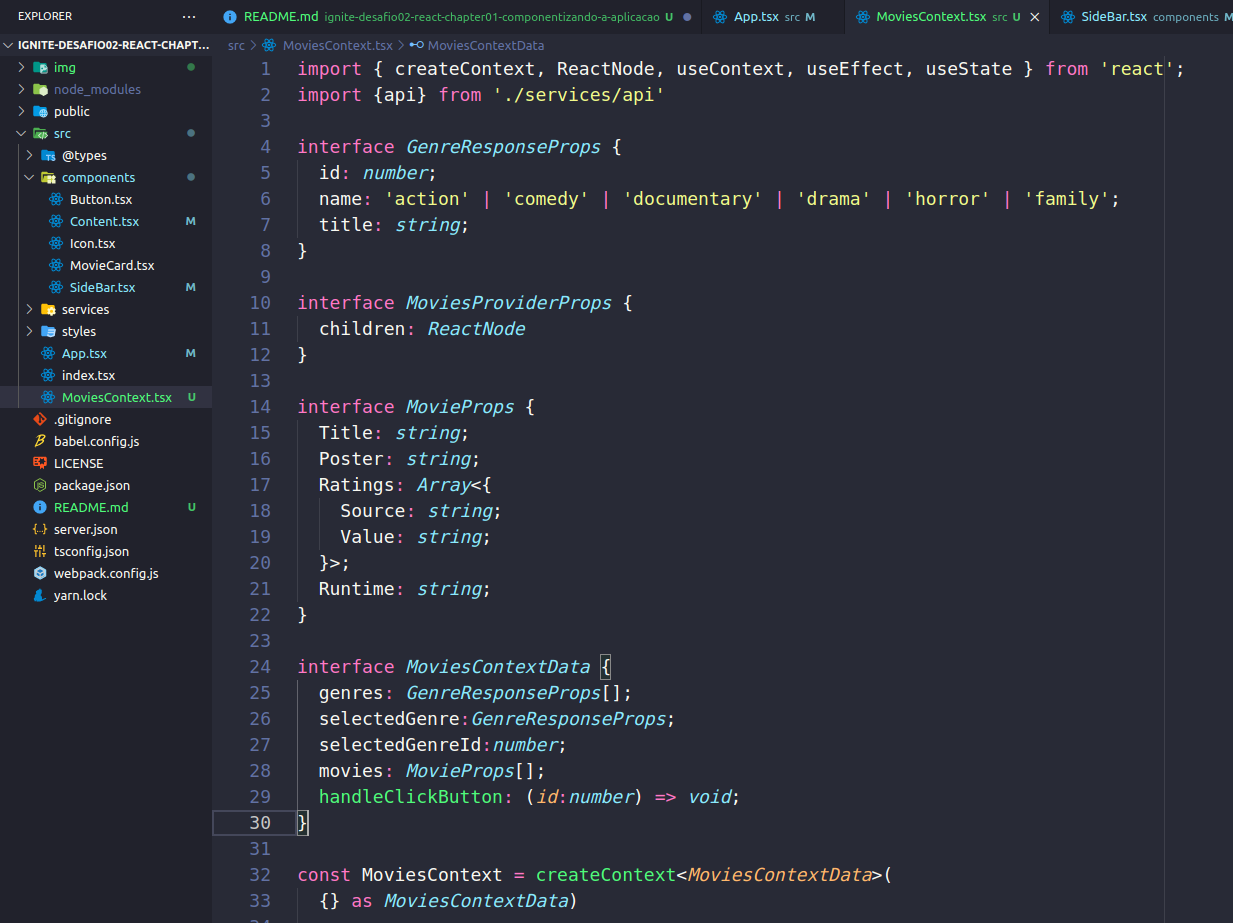 EXPLORER
IGNITE-DESAFIO02-REACT-CHAPT...
img
node_modules
public
src
@types
components
Button.tsx
Content.tsx M
Icon.tsx
MovieCard.tsx
SideBar.tsx M
services
styles
App.tsx M
index.tsx
MoviesContext.tsx U
.gitignore
babel.config.js
LICENSE
package.json
README.md U
server.json
tsconfig.json
webpack.config.js
yarn.lock
README.md ignite-desafio02-react-chapter01-componentizando-a-aplicacao U
App.tsx src M
MoviesContext.tsx src U
SideBar.tsx components M
src > MoviesContext.tsx > MoviesContextData
1 import { createContext, ReactNode, useContext, useEffect, useState } from 'react';
2 import {api} from './services/api'
3
4 interface GenreResponseProps {
5 id: number;
6 name: 'action' | 'comedy' | 'documentary' | 'drama' | 'horror' | 'family';
7 title: string;
8 }
9
10 interface MoviesProviderProps {
11 children: ReactNode
12 }
13
14 interface MovieProps {
15 Title: string;
16 Poster: string;
17 Ratings: Array<{
18 Source: string;
19 Value: string;
20 }>;
21 Runtime: string;
22 }
23
24 interface MoviesContextData {
25 genres: GenreResponseProps[];
26 selectedGenre:GenreResponseProps;
27 selectedGenreId:number;
28 movies: MovieProps[];
29 handleClickButton: (id:number) => void;
30 }
31
32 const MoviesContext = createContext<MoviesContextData>(
33 {} as MoviesContextData)